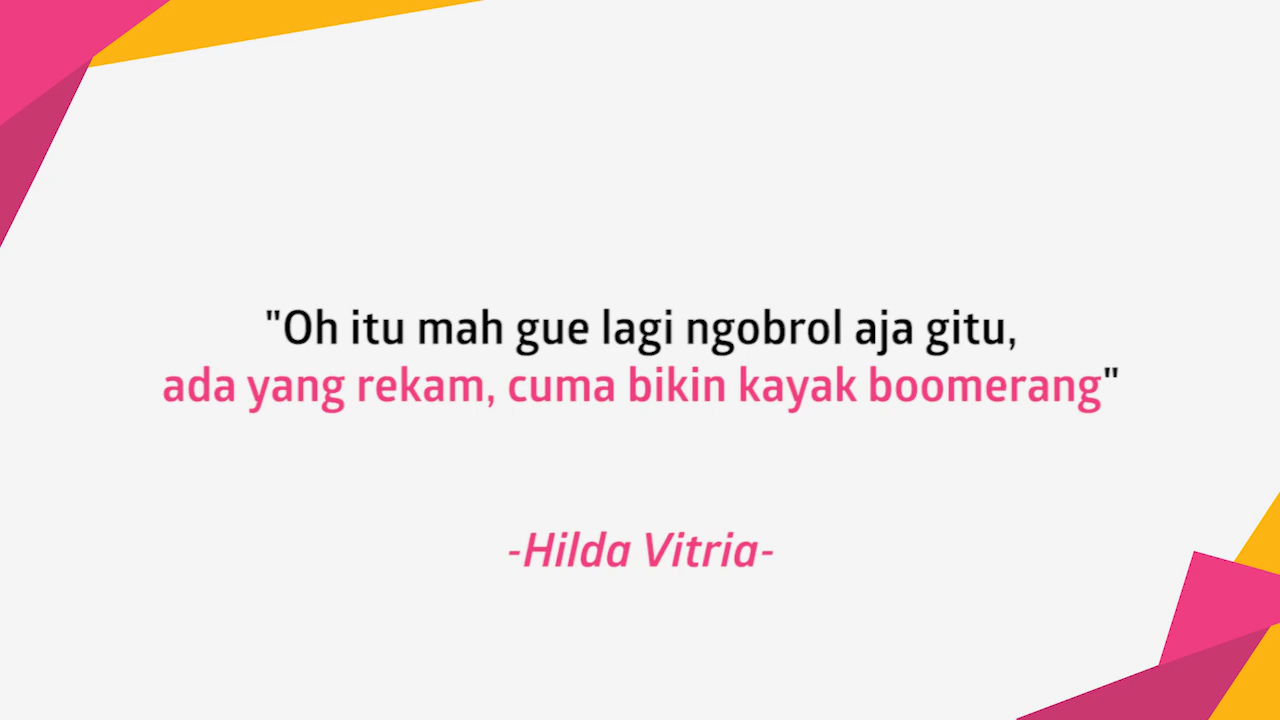 "Oh itu mah gue lagi ngobrol aja gitu,
ada yang rekam, cuma bikin kayak boomerang"
-Hilda Vitria-